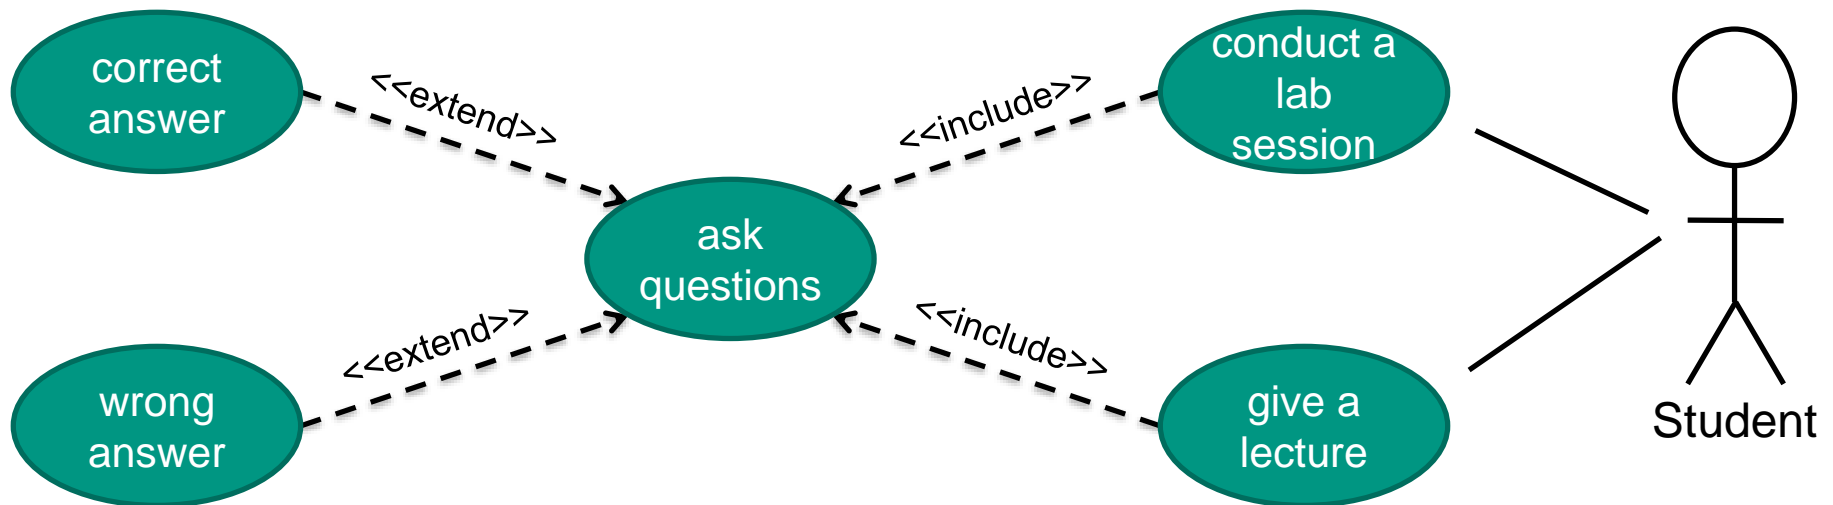 correct
answer
<<extend>>
<<include>>
conduct a
lab
session
ask
questions
<<extend>>
<<include>>
wrong
answer
give a
lecture
Student